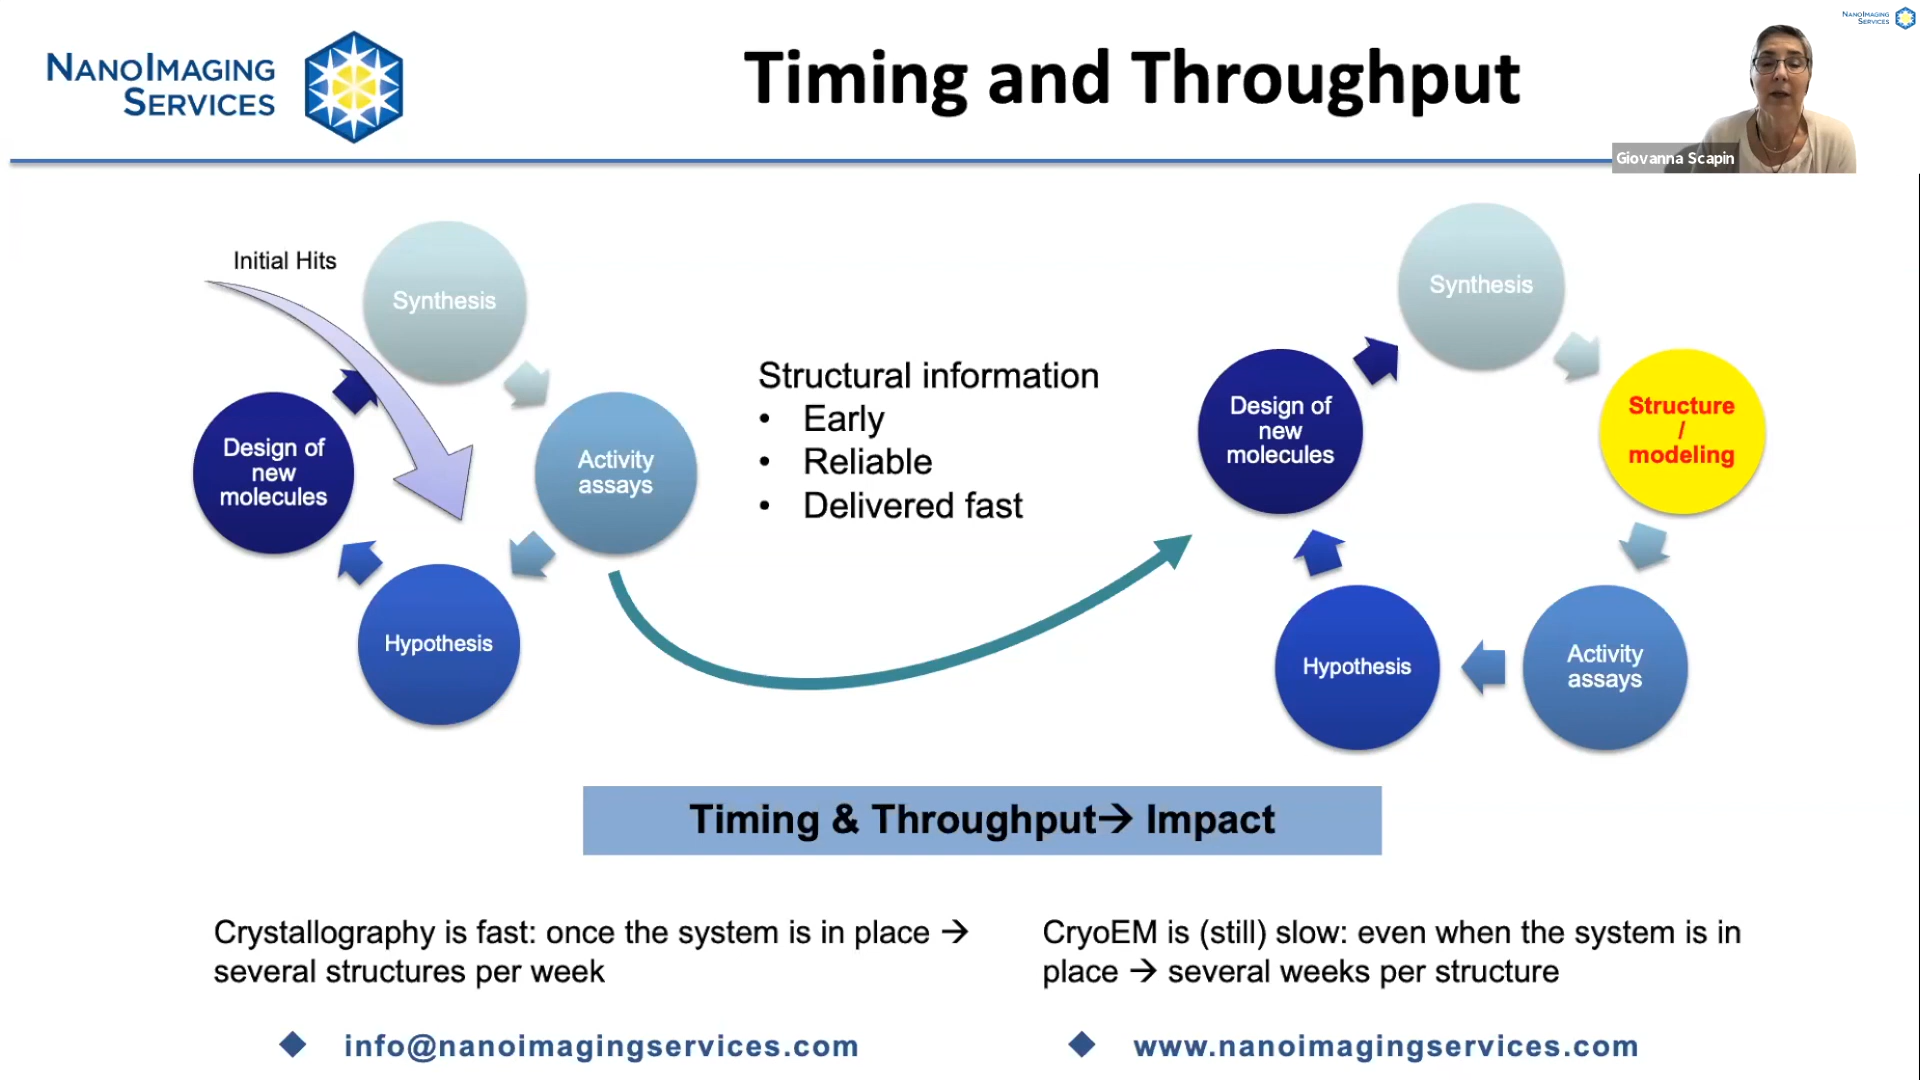 NANOIMAGING
SERVICES
Timing and Throughput
NANOIMAGING
SERVICES
Giovanna Scapin
Initial Hits
Synthesis
Activity
assays
Hypothesis
Design of
new
molecules
Structural information
• Early
• Reliable
• Delivered fast
Synthesis
Structure
/
modeling
Activity
assays
Hypothesis
Design of
new
molecules
Timing & Throughput→ Impact
Crystallography is fast: once the system is in place →
several structures per week
CryoEM is (still) slow: even when the system is in
place → several weeks per structure
◆ info@nanoimagingservices.com
◆ www.nanoimagingservices.com